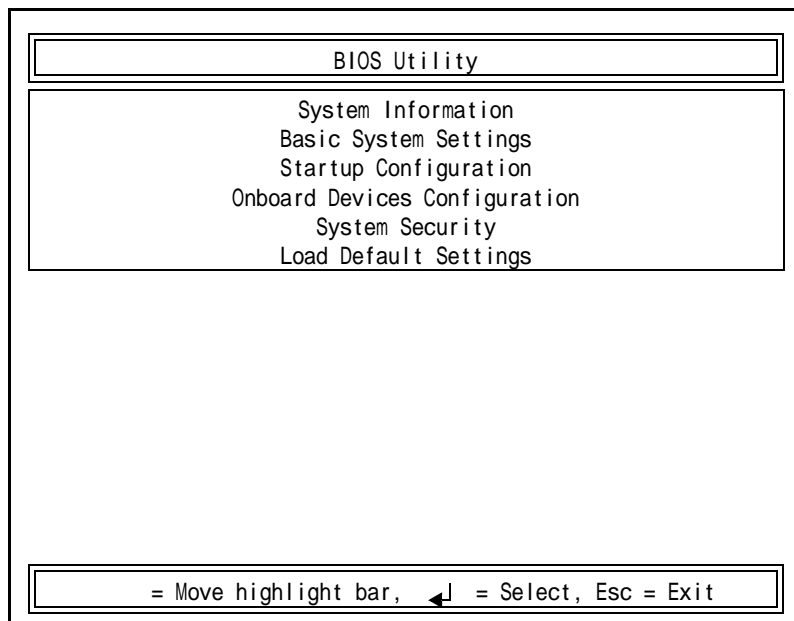 BIOS Utility
System Information
Basic System Settings
Startup Configuration
Onboard Devices Configuration
System Security
Load Default Settings
= Move highlight bar, ↵ = Select, Esc = Exit